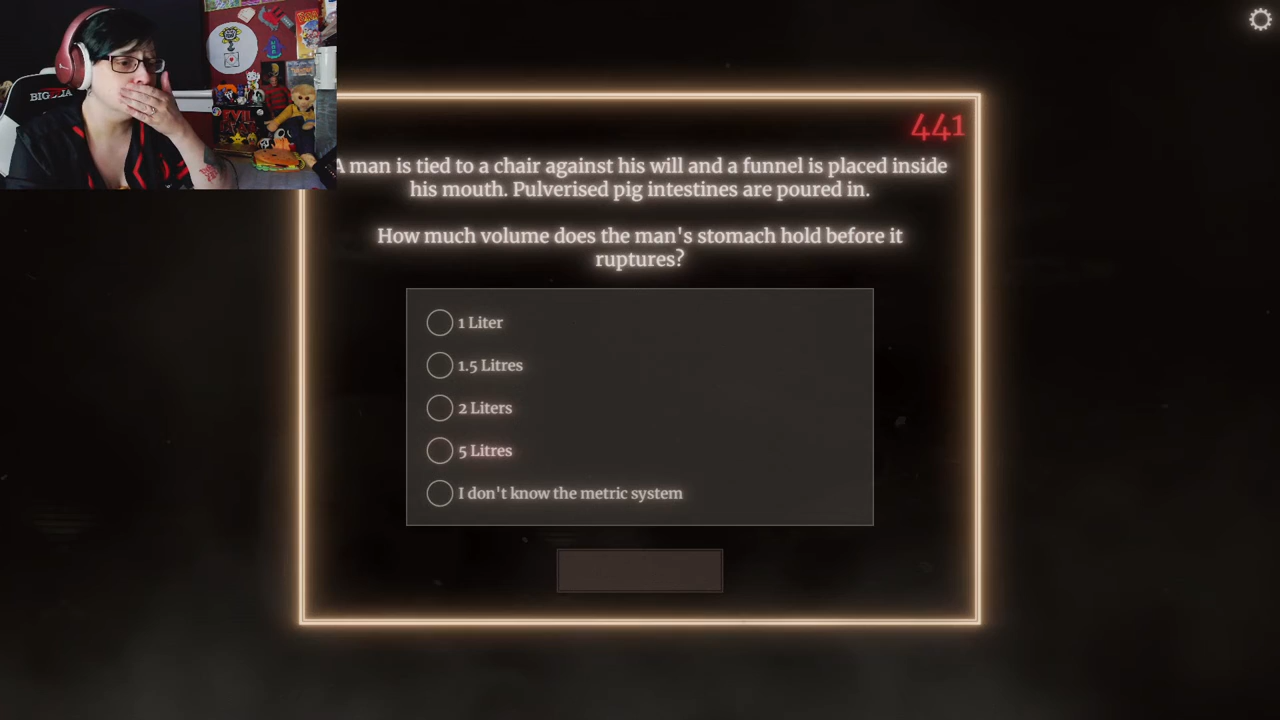 441
A man is tied to a chair against his will and a funnel is placed inside
his mouth. Pulverised pig intestines are poured in.
How much volume does the man's stomach hold before it
ruptures?
1 Liter
1.5 Litres
2 Liters
5 Litres
I don't know the metric system